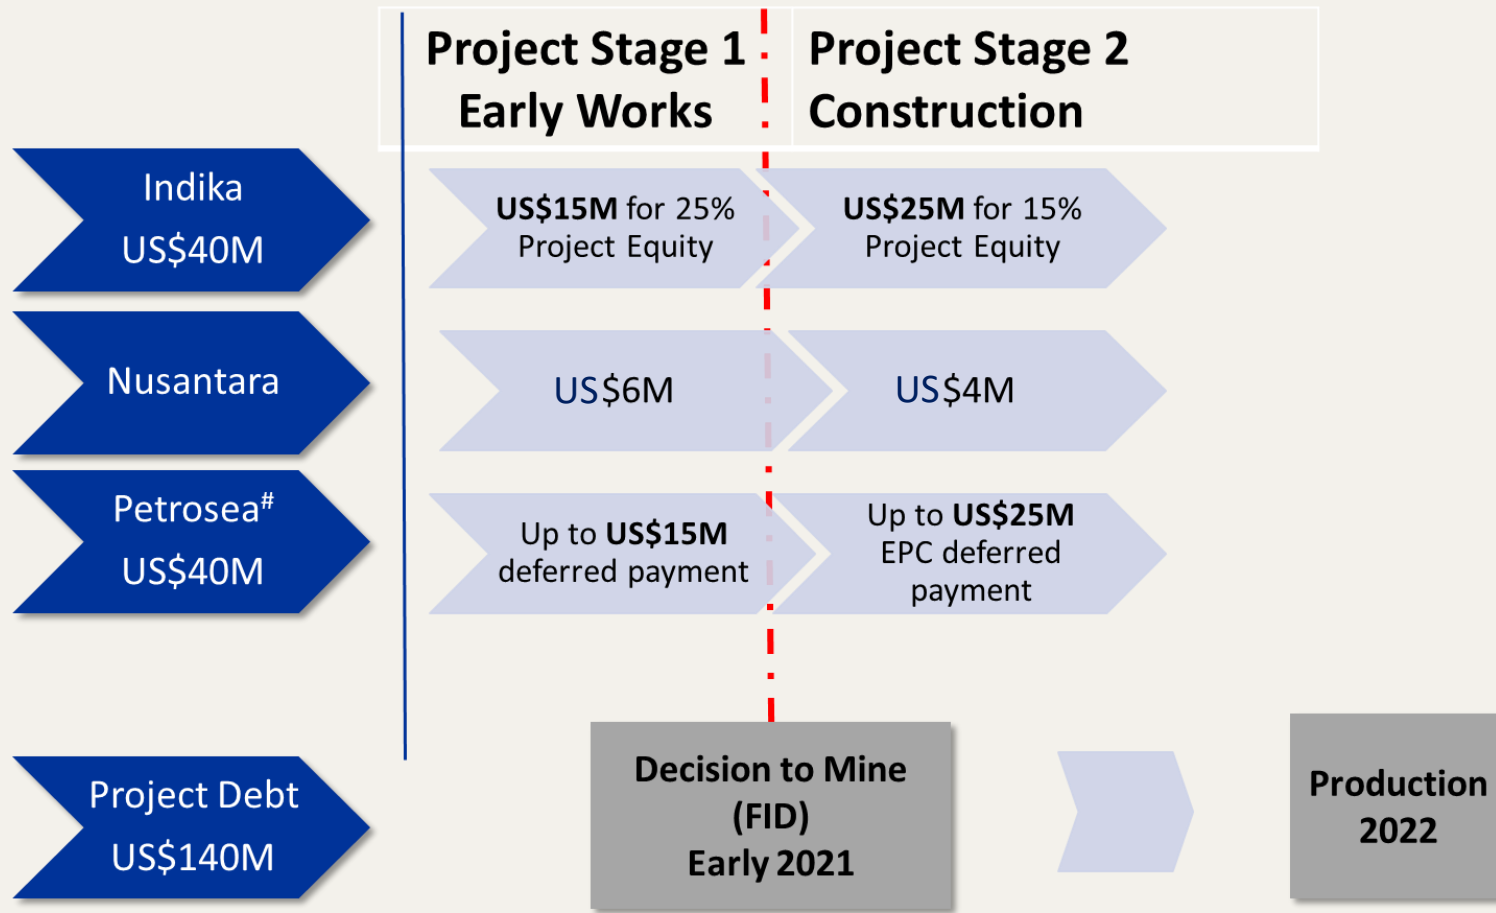 Project Stage 1
Early Works
Project Stage 2
Construction
Indika
US$40M
US$15M for 25%
Project Equity
US$25M for 15%
Project Equity
Nusantara
US$6M
US$4M
Petrosea#
US$40M
Up to US$15M
deferred payment
Up to US$25M
EPC deferred
payment
Project Debt
US$140M
Decision to Mine
(FID)
Early 2021
Production
2022